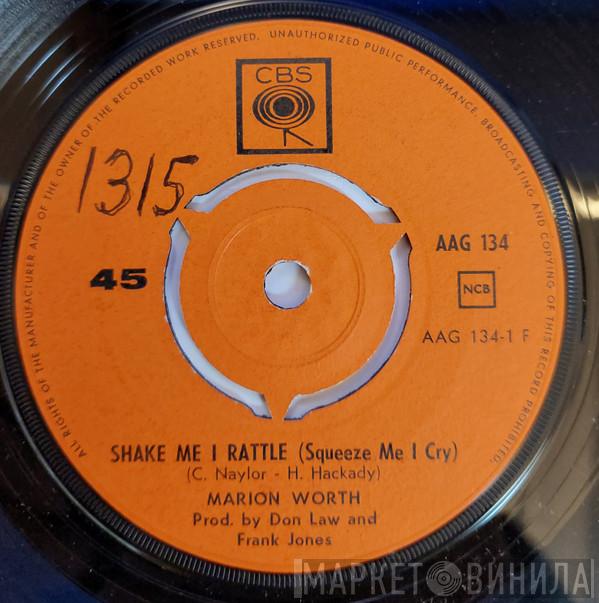 ALL RIGHTS OF THE MANUFACTURER AND OF THE OWNER OF THE RECORDED WORK RESERVED. UNAUTHORIZED PUBLIC PERFORMANCE, BROADCASTING AND COPYING OF THIS RECORD PROHIBITED.
CBS
1315
45
AAG 134
NCB
AAG 134-1 F
SHAKE ME I RATTLE (Squeeze Me I Cry)
(C. Naylor - H. Hackady)
MARION WORTH
Prod. by Don Law and
Frank Jones
МАРКЕТ ВИНИЛА